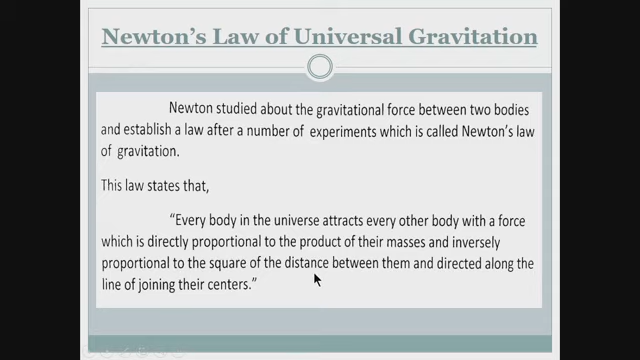 Newton's Law of Universal Gravitation
Newton studied about the gravitational force between two bodies
and establish a law after a number of experiments which is called Newton's law
of gravitation.
This law states that,
"Every body in the universe attracts every other body with a force
which is directly proportional to the product of their masses and inversely
proportional to the square of the distance between them and directed along the
line of joining their centers."